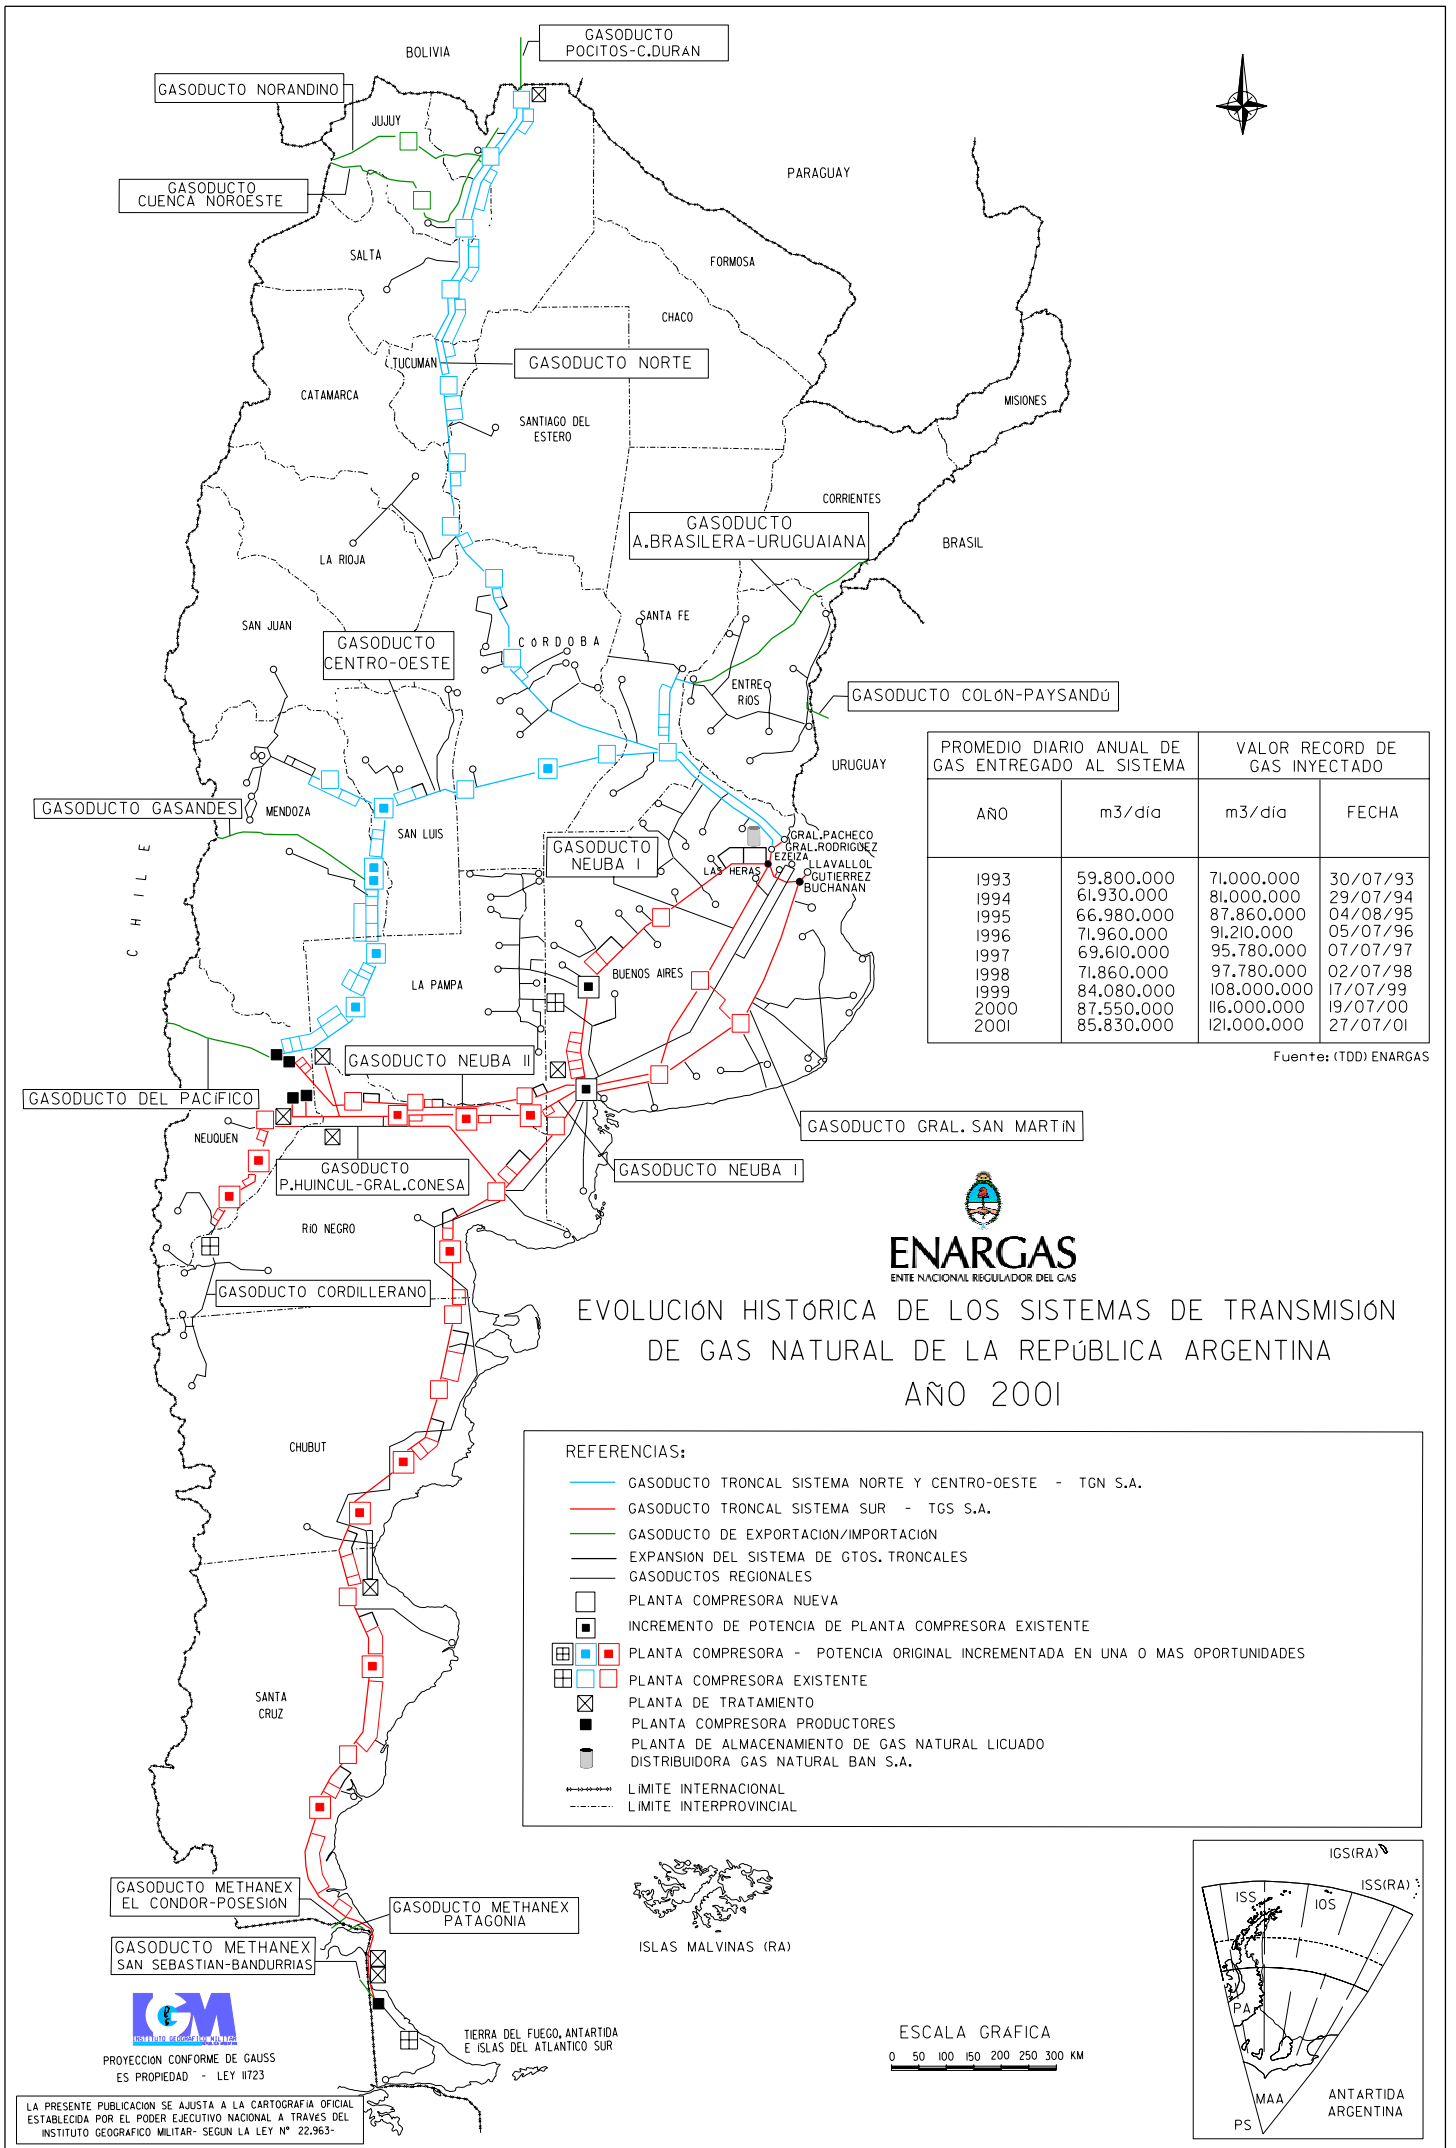 GASODUCTO
POCITOS-C.DURÁN
BOLIVIA
GASODUCTO NORANDINO
JUJUY
PARAGUAY
GASODUCTO
CUENCA NOROESTE
SALTA
FORMOSA
CHACO
TUCUMÁN
GASODUCTO NORTE
CATAMARCA
MISIONES
SANTIAGO DEL
ESTERO
CORRIENTES
GASODUCTO
A.BRASILERA-URUGUAIANA
BRASIL
LA RIOJA
SANTA FE
SAN JUAN
GASODUCTO
CENTRO-OESTE
CÓRDOBA
ENTRE
RÍOS
GASODUCTO COLÓN-PAYSANDÚ
URUGUAY
PROMEDIO DIARIO ANUAL DE
GAS ENTREGADO AL SISTEMA
VALOR RECORD DE
GAS INYECTADO
AÑO m3/día m3/día FECHA
1993 59.800.000 71.000.000 30/07/93
1994 61.930.000 81.000.000 29/07/94
1995 66.980.000 87.860.000 04/08/95
1996 71.960.000 91.210.000 05/07/96
1997 69.610.000 95.780.000 07/07/97
1998 71.860.000 97.780.000 02/07/98
1999 84.080.000 108.000.000 17/07/99
2000 87.550.000 116.000.000 19/07/00
2001 85.830.000 121.000.000 27/07/01
Fuente: (TDD) ENARGAS
GASODUCTO GASANDES
MENDOZA
SAN LUIS
CHILE
GASODUCTO
NEUBA I
GRAL.PACHECO
GRAL.RODRIGUEZ
EZEIZA
LAS HERAS
LLAVALLOL
GUTIERREZ
BUCHANAN
BUENOS AIRES
LA PAMPA
GASODUCTO NEUBA II
GASODUCTO DEL PACÍFICO
NEUQUEN
GASODUCTO GRAL. SAN MARTÍN
GASODUCTO
P.HUINCUL-GRAL.CONESA
GASODUCTO NEUBA I
RÍO NEGRO
GASODUCTO CORDILLERANO
ENARGAS
ENTE NACIONAL REGULADOR DEL GAS
EVOLUCIÓN HISTÓRICA DE LOS SISTEMAS DE TRANSMISIÓN
DE GAS NATURAL DE LA REPÚBLICA ARGENTINA
AÑO 2001
CHUBUT
SANTA
CRUZ
REFERENCIAS:
GASODUCTO TRONCAL SISTEMA NORTE Y CENTRO-OESTE - TGN S.A.
GASODUCTO TRONCAL SISTEMA SUR - TGS S.A.
GASODUCTO DE EXPORTACIÓN/IMPORTACIÓN
EXPANSIÓN DEL SISTEMA DE GTOS. TRONCALES
GASODUCTOS REGIONALES
PLANTA COMPRESORA NUEVA
INCREMENTO DE POTENCIA DE PLANTA COMPRESORA EXISTENTE
PLANTA COMPRESORA - POTENCIA ORIGINAL INCREMENTADA EN UNA O MAS OPORTUNIDADES
PLANTA COMPRESORA EXISTENTE
PLANTA DE TRATAMIENTO
PLANTA COMPRESORA PRODUCTORES
PLANTA DE ALMACENAMIENTO DE GAS NATURAL LICUADO
DISTRIBUIDORA GAS NATURAL BAN S.A.
LÍMITE INTERNACIONAL
LÍMITE INTERPROVINCIAL
GASODUCTO METHANEX
EL CONDOR-POSESIÓN
GASODUCTO METHANEX
PATAGONIA
GASODUCTO METHANEX
SAN SEBASTIAN-BANDURRIAS
ISLAS MALVINAS (RA)
IGM
INSTITUTO GEOGRAFICO MILITAR
PROYECCION CONFORME DE GAUSS
ES PROPIEDAD - LEY 11723
TIERRA DEL FUEGO, ANTARTIDA
E ISLAS DEL ATLANTICO SUR
LA PRESENTE PUBLICACION SE AJUSTA A LA CARTOGRAFIA OFICIAL
ESTABLECIDA POR EL PODER EJECUTIVO NACIONAL A TRAVÉS DEL
INSTITUTO GEOGRAFICO MILITAR- SEGUN LA LEY N° 22.963-
ESCALA GRAFICA
0 50 100 150 200 250 300 KM
IGS(RA)
ISS(RA)
ISS
IOS
PA
MAA
PS
ANTARTIDA
ARGENTINA